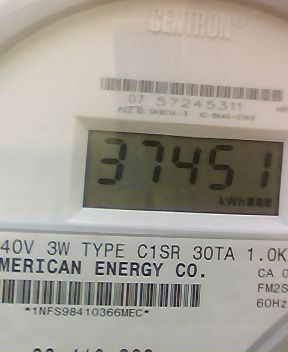 CENTRON
07 57245311
37451
kWh
40V 3W TYPE C1SR 30TA 1.0K
MERICAN ENERGY CO.
CA 0
FM2S
60Hz
*1NFS98410366MEC*